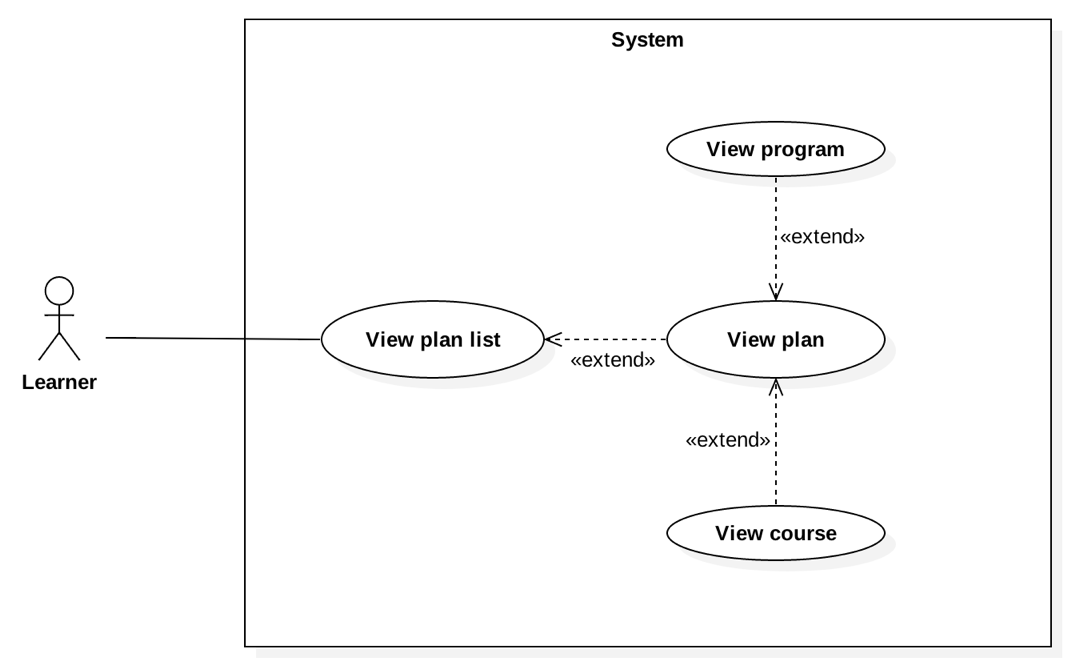 System
View program
«extend»
Learner
View plan list
«extend»
View plan
«extend»
View course